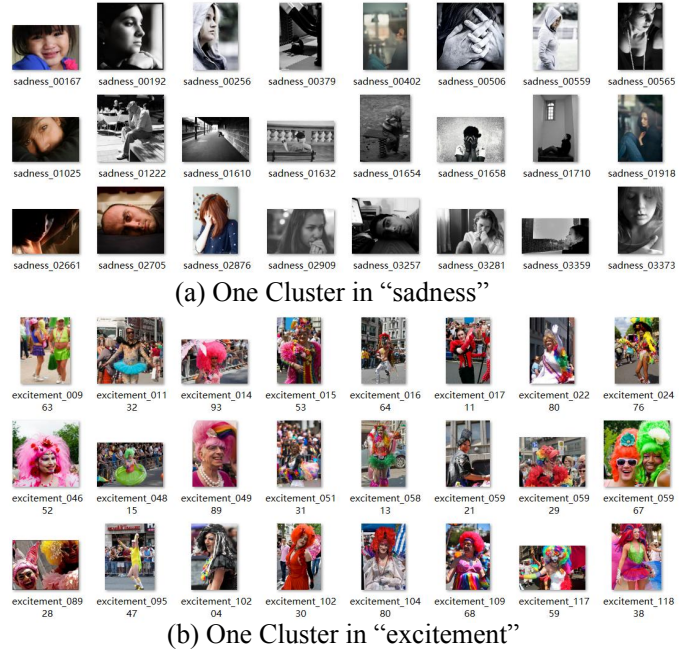 sadness_00167 sadness_00192 sadness_00256 sadness_00379 sadness_00402 sadness_00506 sadness_00559 sadness_00565
sadness_01025 sadness_01222 sadness_01610 sadness_01632 sadness_01654 sadness_01658 sadness_01710 sadness_01918
sadness_02661 sadness_02705 sadness_02876 sadness_02909 sadness_03257 sadness_03281 sadness_03359 sadness_03373
(a) One Cluster in “sadness”
excitement_009 excitement_011 excitement_014 excitement_015 excitement_016 excitement_017 excitement_022 excitement_024
63 32 93 53 64 11 80 76
excitement_046 excitement_048 excitement_049 excitement_051 excitement_058 excitement_059 excitement_059 excitement_059
52 15 89 31 13 21 29 67
excitement_089 excitement_095 excitement_102 excitement_102 excitement_104 excitement_109 excitement_117 excitement_118
28 47 04 30 80 68 59 38
(b) One Cluster in “excitement”